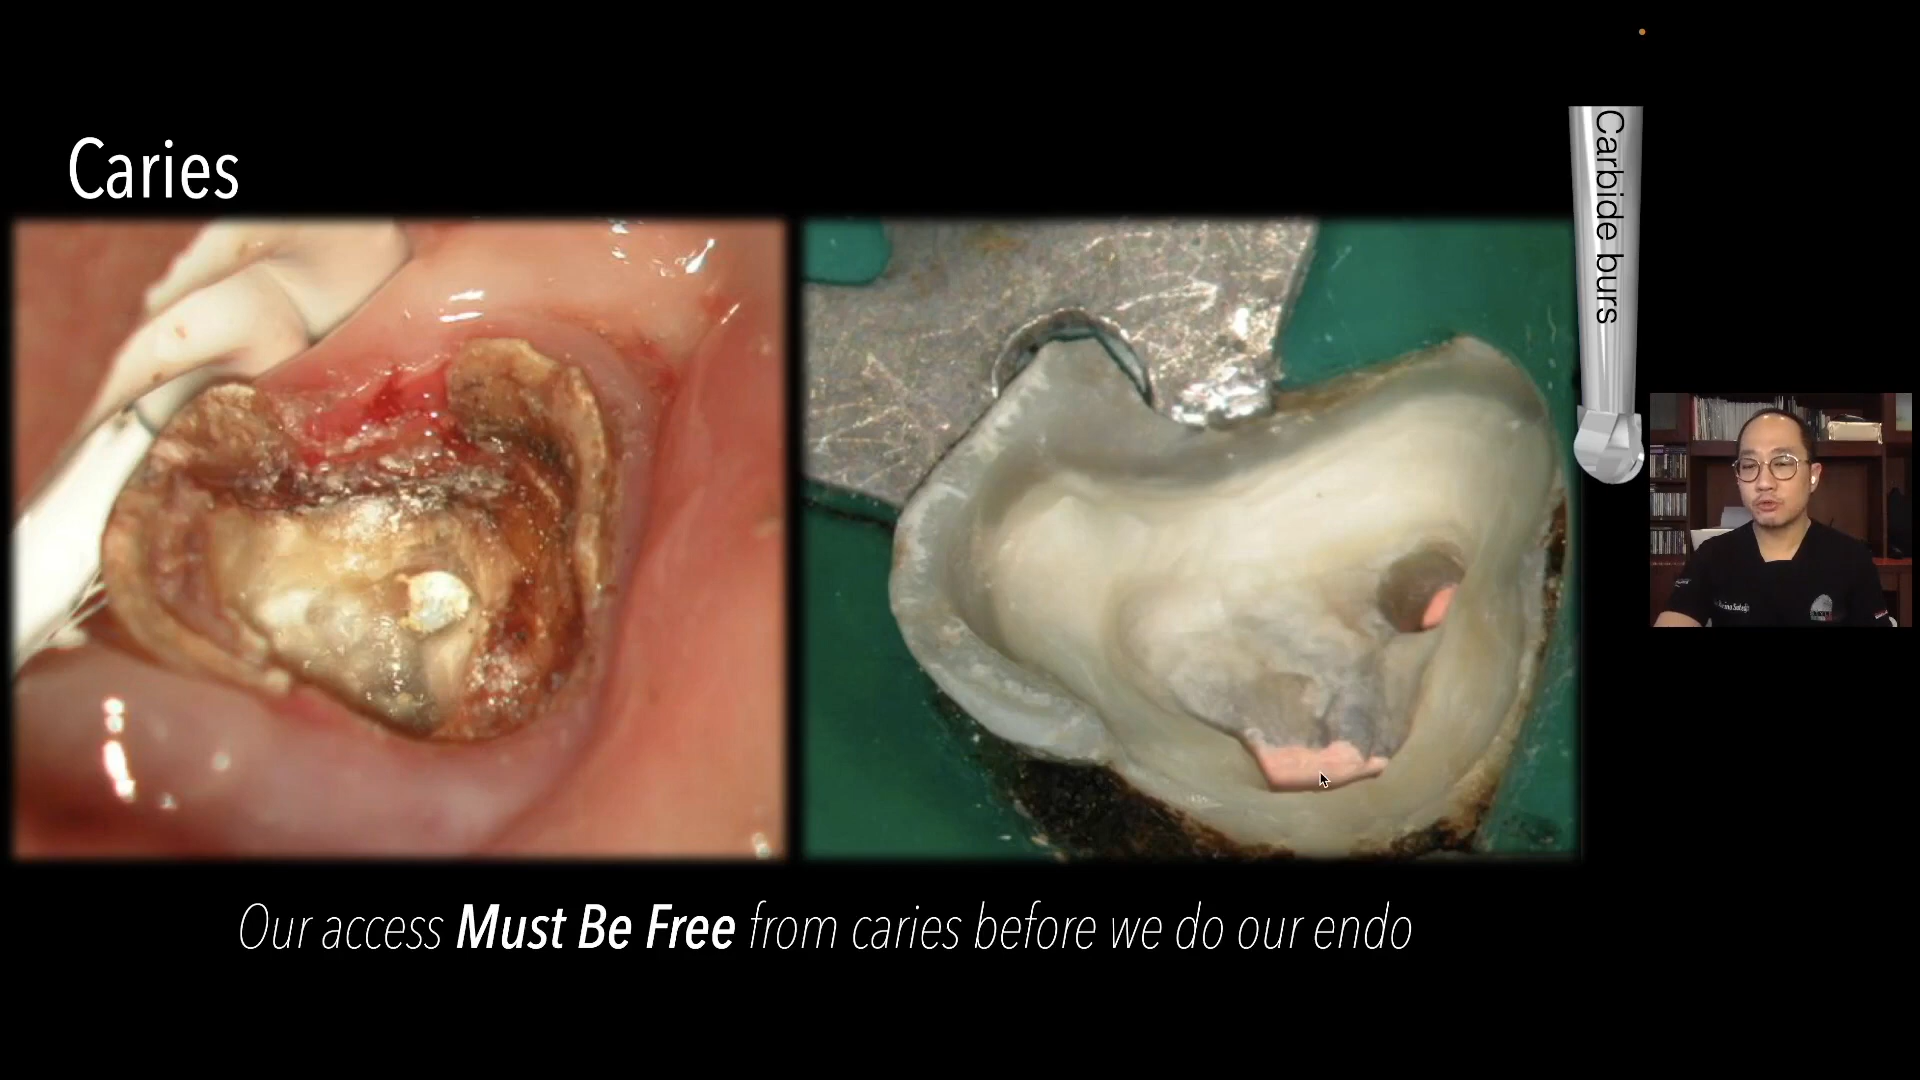 Caries
Carbide burs
Our access Must Be Free from caries before we do our endo